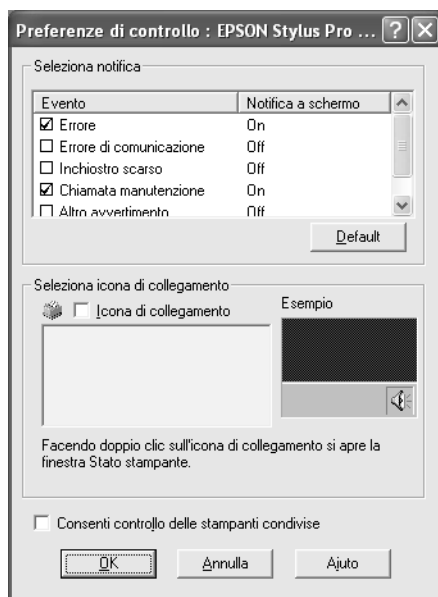 Preferenze di controllo : EPSON Stylus Pro ...
Seleziona notifica
Evento Notifica a schermo
Errore On
Errore di comunicazione Off
Inchiostro scarso Off
Chiamata manutenzione On
Altro avvertimento Off
Default
Seleziona icona di collegamento
Icona di collegamento
Esempio
Facendo doppio clic sull'icona di collegamento si apre la
finestra Stato stampante.
Consenti controllo delle stampanti condivise
OK Annulla Aiuto